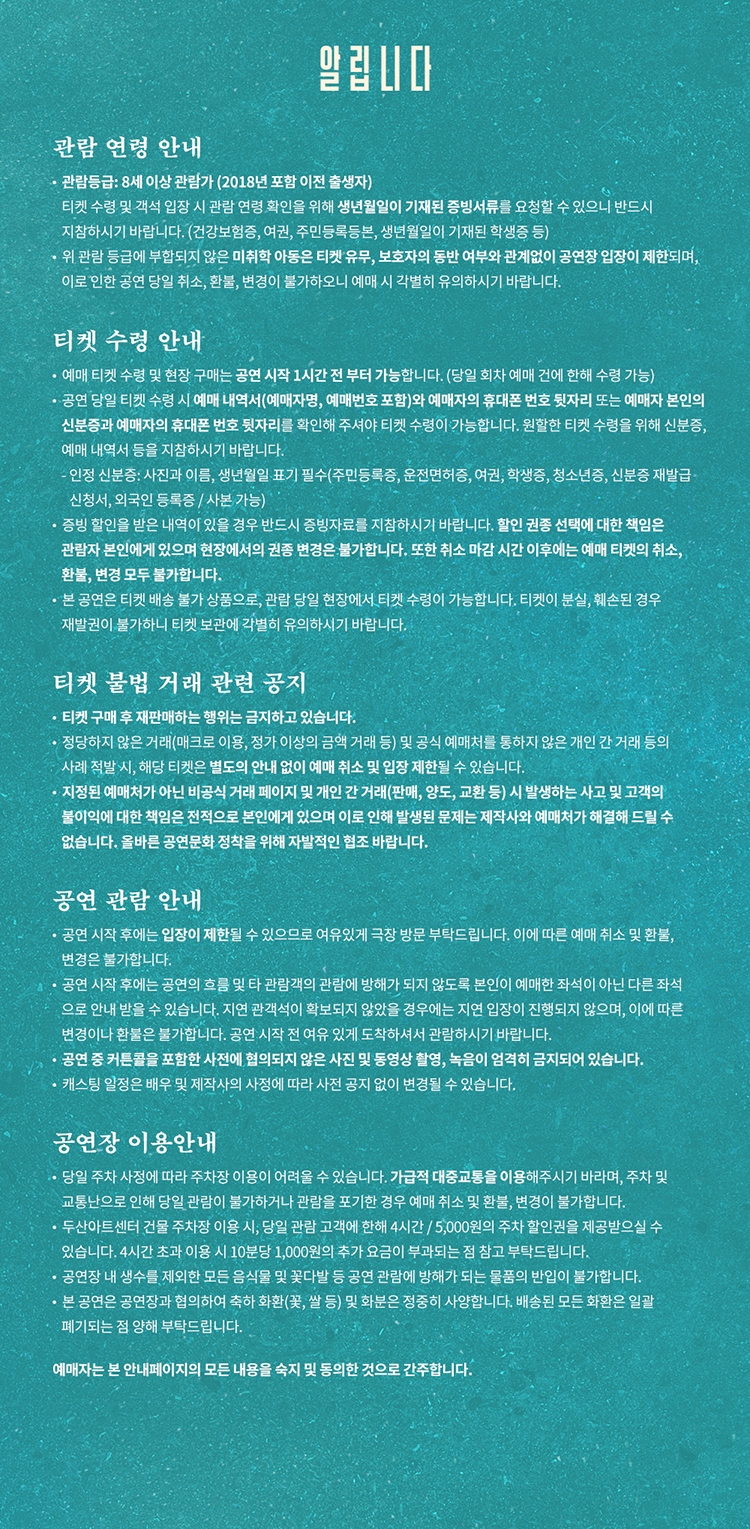 알립니다
관람 연령 안내
• 관람등급: 8세 이상 관람가 (2018년 포함 이전 출생자)
티켓 수령 및 객석 입장 시 관람 연령 확인을 위해 생년월일이 기재된 증빙서류를 요청할 수 있으니 반드시
지참하시기 바랍니다. (건강보험증, 여권, 주민등록등본, 생년월일이 기재된 학생증 등)
• 위 관람 등급에 부합되지 않은 미취학 아동은 티켓 유무, 보호자의 동반 여부와 관계없이 공연장 입장이 제한되며,
이로 인한 공연 당일 취소, 환불, 변경이 불가하오니 예매 시 각별히 유의하시기 바랍니다.
티켓 수령 안내
• 예매 티켓 수령 및 현장 구매는 공연 시작 1시간 전 부터 가능합니다. (당일 회차 예매 건에 한해 수령 가능)
• 공연 당일 티켓 수령 시 예매 내역서(예매자명, 예매번호 포함)와 예매자의 휴대폰 번호 뒷자리 또는 예매자 본인의
신분증과 예매자의 휴대폰 번호 뒷자리를 확인해 주셔야 티켓 수령이 가능합니다. 원할한 티켓 수령을 위해 신분증,
예매 내역서 등을 지참하시기 바랍니다.
- 인정 신분증: 사진과 이름, 생년월일 표기 필수(주민등록증, 운전면허증, 여권, 학생증, 청소년증, 신분증 재발급
신청서, 외국인 등록증 / 사본 가능)
• 증빙 할인을 받은 내역이 있을 경우 반드시 증빙자료를 지참하시기 바랍니다. 할인 권종 선택에 대한 책임은
관람자 본인에게 있으며 현장에서의 권종 변경은 불가합니다. 또한 취소 마감 시간 이후에는 예매 티켓의 취소,
환불, 변경 모두 불가합니다.
• 본 공연은 티켓 배송 불가 상품으로, 관람 당일 현장에서 티켓 수령이 가능합니다. 티켓이 분실, 훼손된 경우
재발권이 불가하니 티켓 보관에 각별히 유의하시기 바랍니다.
티켓 불법 거래 관련 공지
• 티켓 구매 후 재판매하는 행위는 금지하고 있습니다.
• 정당하지 않은 거래(매크로 이용, 정가 이상의 금액 거래 등) 및 공식 예매처를 통하지 않은 개인 간 거래 등의
사례 적발 시, 해당 티켓은 별도의 안내 없이 예매 취소 및 입장 제한될 수 있습니다.
• 지정된 예매처가 아닌 비공식 거래 페이지 및 개인 간 거래(판매, 양도, 교환 등) 시 발생하는 사고 및 고객의
불이익에 대한 책임은 전적으로 본인에게 있으며 이로 인해 발생된 문제는 제작사와 예매처가 해결해 드릴 수
없습니다. 올바른 공연문화 정착을 위해 자발적인 협조 바랍니다.
공연 관람 안내
• 공연 시작 후에는 입장이 제한될 수 있으므로 여유있게 극장 방문 부탁드립니다. 이에 따른 예매 취소 및 환불,
변경은 불가합니다.
• 공연 시작 후에는 공연의 흐름 및 타 관람객의 관람에 방해가 되지 않도록 본인이 예매한 좌석이 아닌 다른 좌석
으로 안내 받을 수 있습니다. 지연 관객석이 확보되지 않았을 경우에는 지연 입장이 진행되지 않으며, 이에 따른
변경이나 환불은 불가합니다. 공연 시작 전 여유 있게 도착하셔서 관람하시기 바랍니다.
• 공연 중 커튼콜을 포함한 사전에 협의되지 않은 사진 및 동영상 촬영, 녹음이 엄격히 금지되어 있습니다.
• 캐스팅 일정은 배우 및 제작사의 사정에 따라 사전 공지 없이 변경될 수 있습니다.
공연장 이용안내
• 당일 주차 사정에 따라 주차장 이용이 어려울 수 있습니다. 가급적 대중교통을 이용해주시기 바라며, 주차 및
교통난으로 인해 당일 관람이 불가하거나 관람을 포기한 경우 예매 취소 및 환불, 변경이 불가합니다.
• 두산아트센터 건물 주차장 이용 시, 당일 관람 고객에 한해 4시간 / 5,000원의 주차 할인권을 제공받으실 수
있습니다. 4시간 초과 이용 시 10분당 1,000원의 추가 요금이 부과되는 점 참고 부탁드립니다.
• 공연장 내 생수를 제외한 모든 음식물 및 꽃다발 등 공연 관람에 방해가 되는 물품의 반입이 불가합니다.
• 본 공연은 공연장과 협의하여 축하 화환(꽃, 쌀 등) 및 화분은 정중히 사양합니다. 배송된 모든 화환은 일괄
폐기되는 점 양해 부탁드립니다.
예매자는 본 안내페이지의 모든 내용을 숙지 및 동의한 것으로 간주합니다.